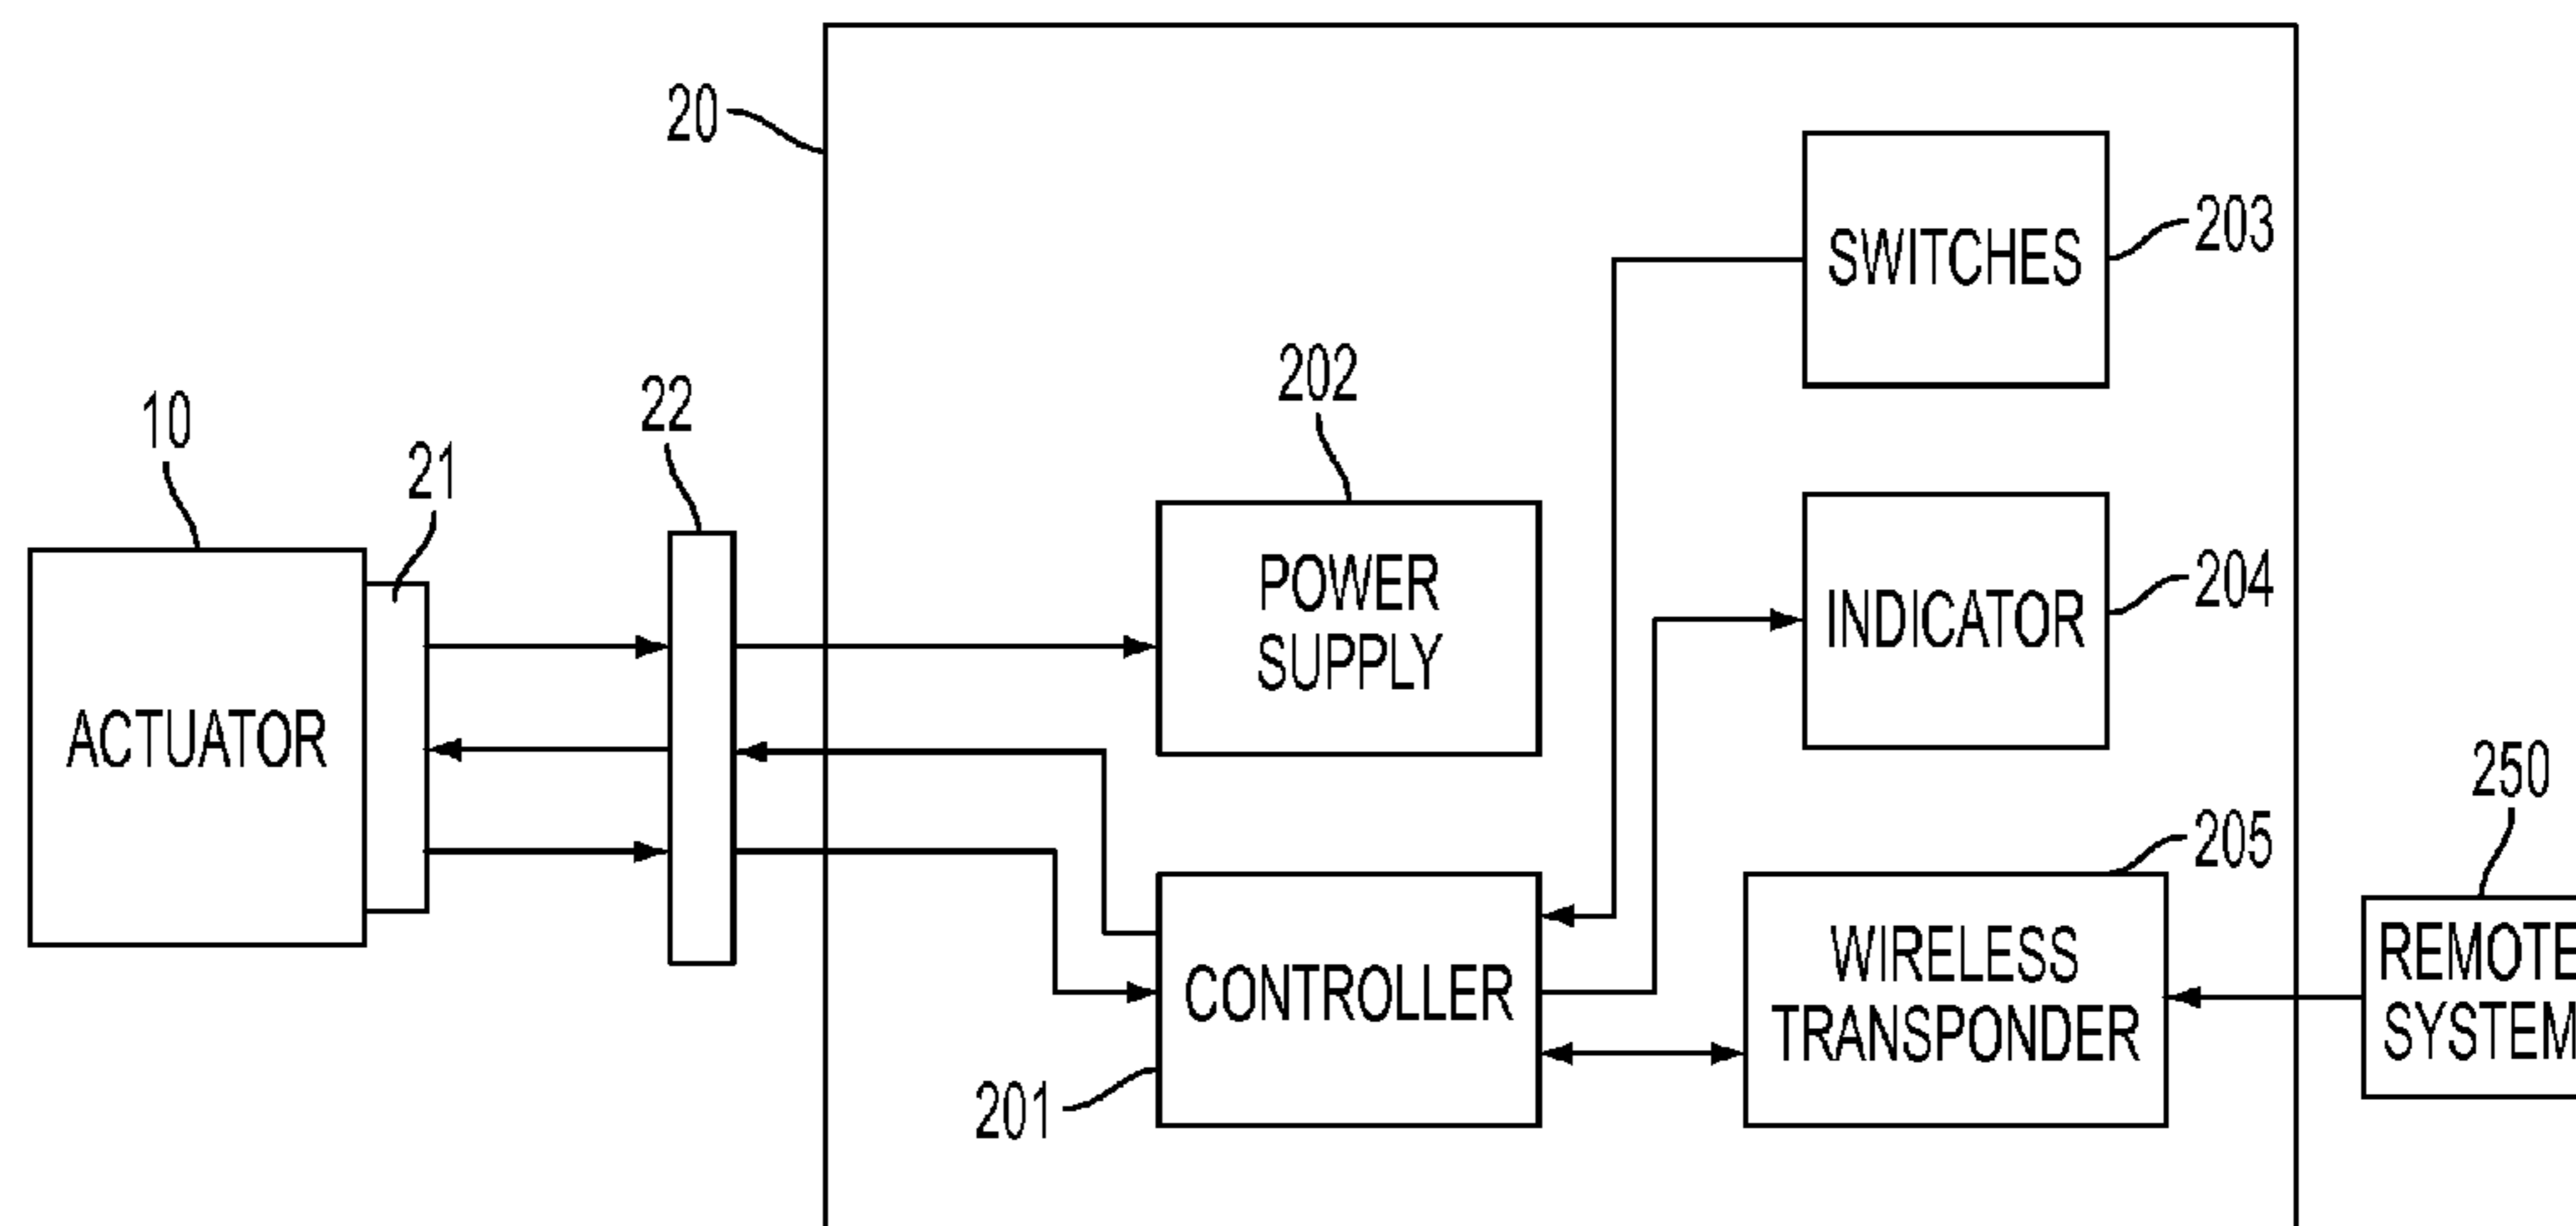 20
SWITCHES
203
202
22
10
21
POWER
SUPPLY
INDICATOR
204
ACTUATOR
250
205
REMOTE
SYSTEM
WIRELESS
TRANSPONDER
CONTROLLER
201